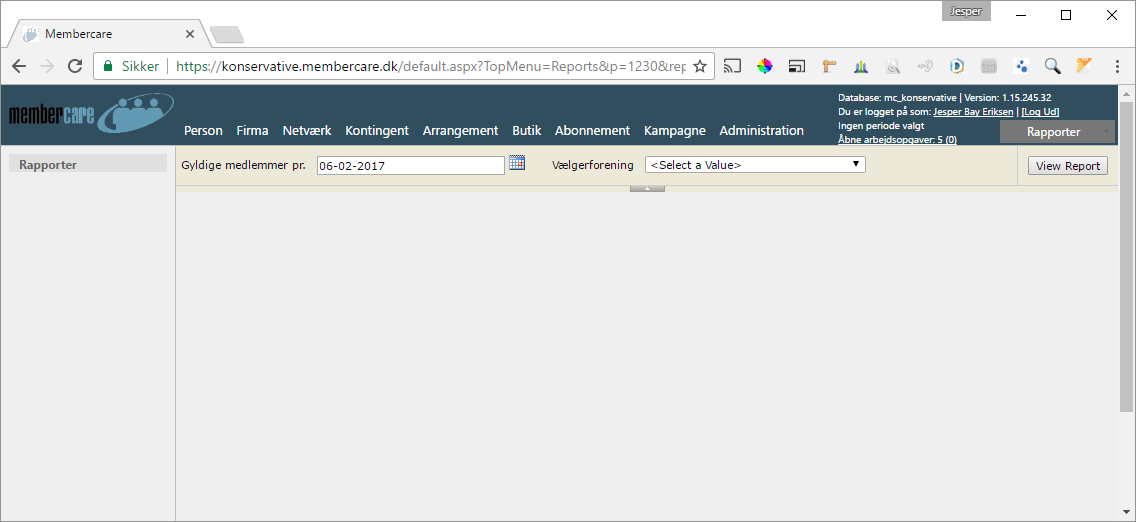 Jesper
Membercare
Sikker
https://konservative.membercare.dk/default.aspx?TopMenu=Reports&p=1230&rep
membercare
Person Firma Netværk Kontingent Arrangement Butik Abonnement Kampagne Administration
Database: mc_konservative | Version: 1.15.245.32
Du er logget på som: Jesper Bay Eriksen | [Log Ud]
Ingen periode valgt
Åbne arbejdsopgaver: 5 (0)
Rapporter
Rapporter
Gyldige medlemmer pr. 06-02-2017 Vælgerforening <Select a Value> View Report